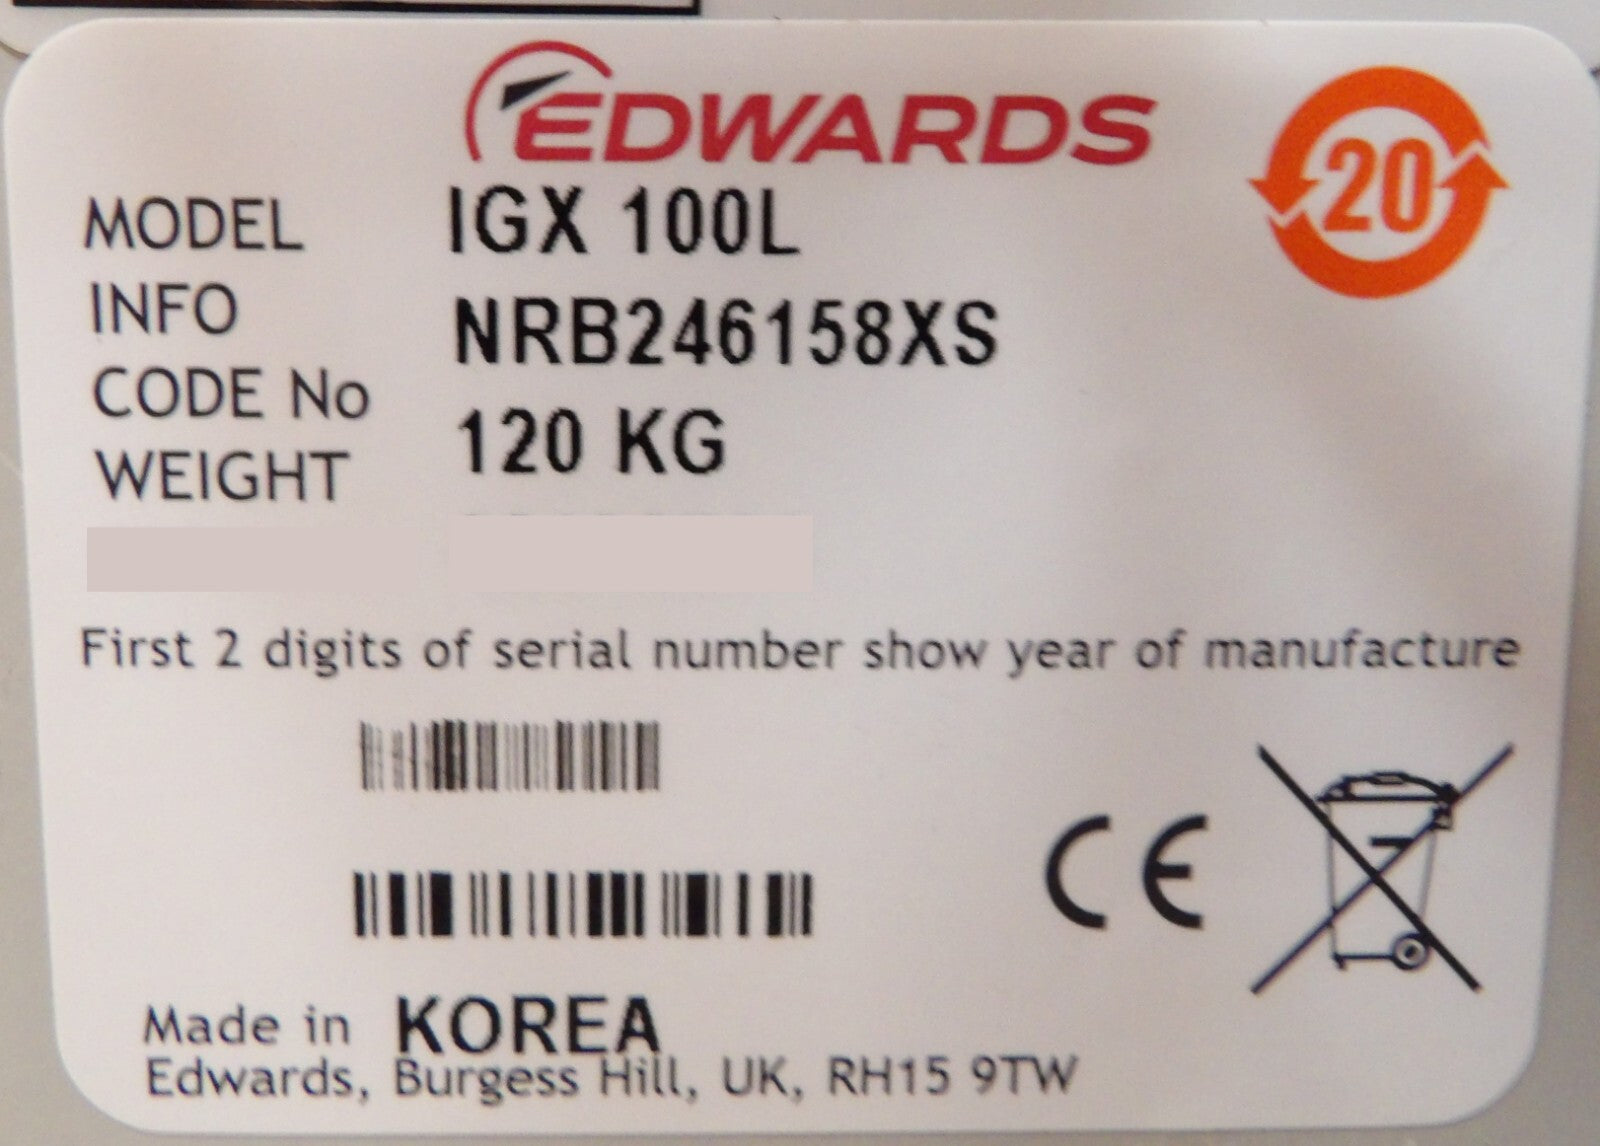 EDWARDS
20
MODEL IGX 100L
INFO
NRB246158XS
CODE No
120 KG
WEIGHT
First 2 digits of serial number show year of manufacture
CE
Made in KOREA
Edwards, Burgess Hill, UK, RH15 9TW